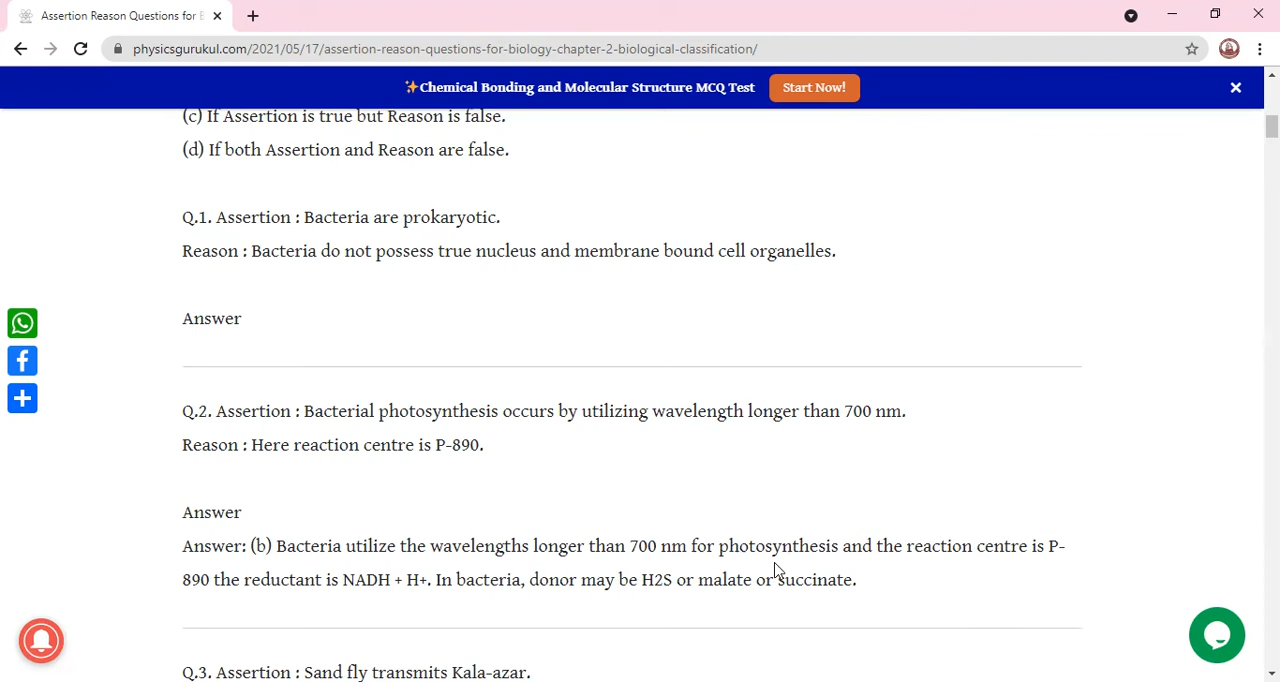 Assertion Reason Questions for B
physicsgurukul.com/2021/05/17/assertion-reason-questions-for-biology-chapter-2-biological-classification/
✨Chemical Bonding and Molecular Structure MCQ Test
Start Now!
(c) If Assertion is true but Reason is false.
(d) If both Assertion and Reason are false.
Q.1. Assertion : Bacteria are prokaryotic.
Reason : Bacteria do not possess true nucleus and membrane bound cell organelles.
Answer
Q.2. Assertion : Bacterial photosynthesis occurs by utilizing wavelength longer than 700 nm.
Reason : Here reaction centre is P-890.
Answer
Answer: (b) Bacteria utilize the wavelengths longer than 700 nm for photosynthesis and the reaction centre is P-
890 the reductant is NADH + H+. In bacteria, donor may be H2S or malate or succinate.
Q.3. Assertion : Sand fly transmits Kala-azar.